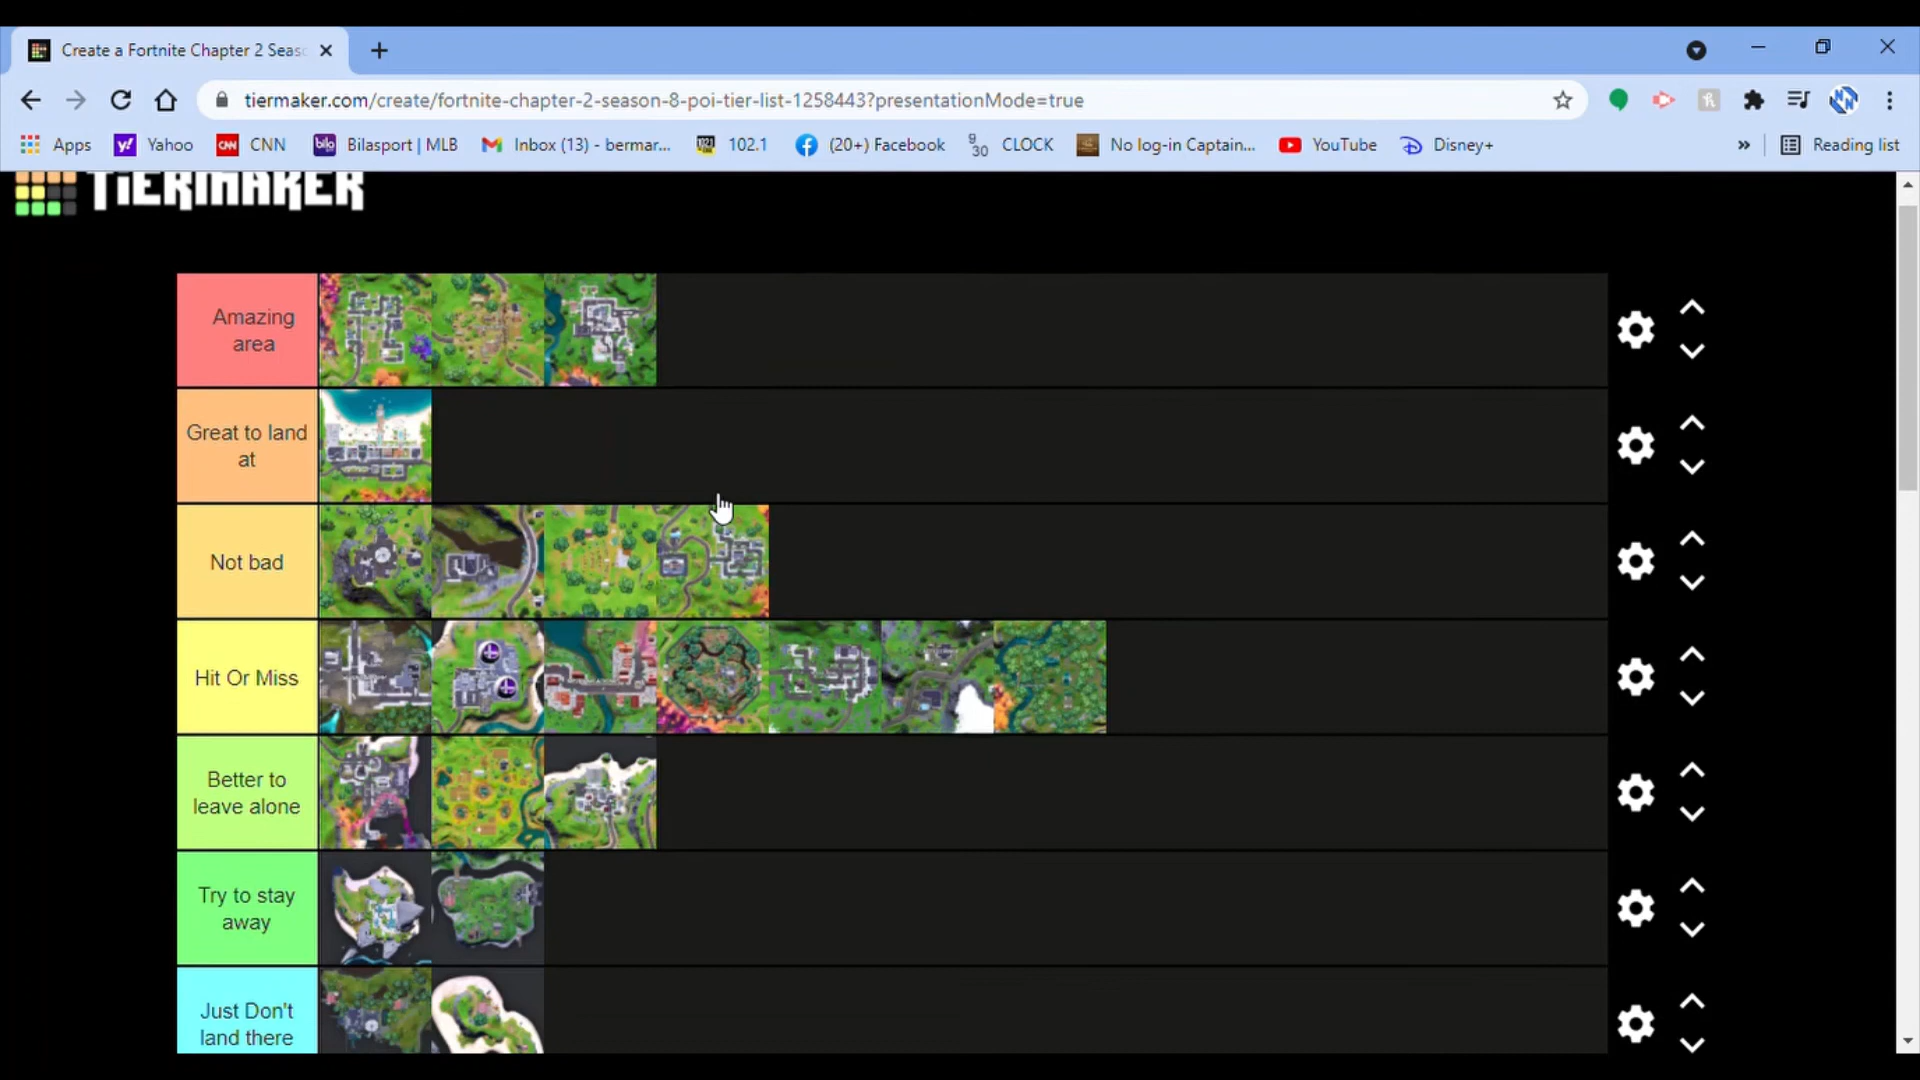 Create a Fortnite Chapter 2 Seas
tiermaker.com/create/fortnite-chapter-2-season-8-poi-tier-list-1258443?presentationMode=true
Apps Yahoo CNN Bilasport | MLB Inbox (13) - bermar... 102.1 (20+) Facebook 9 30 CLOCK No log-in Captain... YouTube Disney+ » Reading list
TiERMAKER
Amazing
area
Great to land
at
Not bad
Hit Or Miss
Better to
leave alone
Try to stay
away
Just Don't
land there